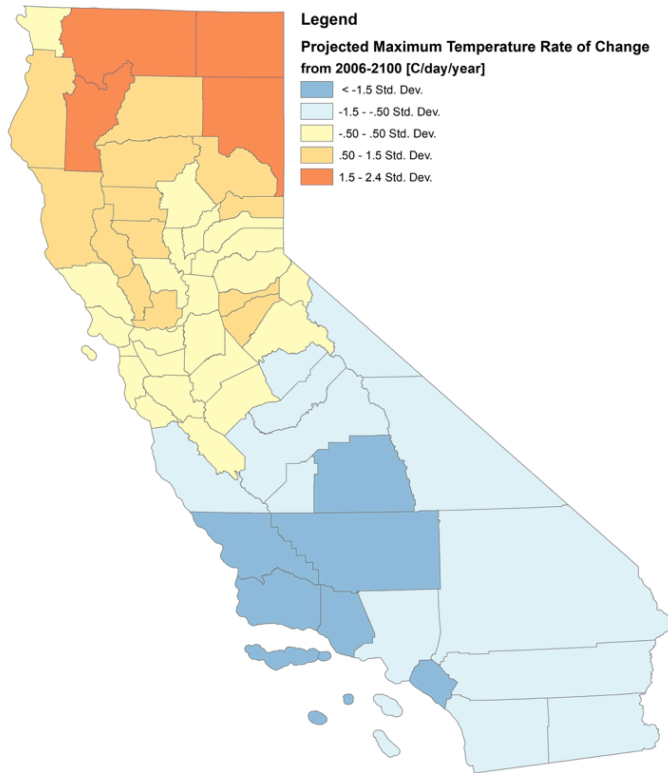 Legend
Projected Maximum Temperature Rate of Change
from 2006-2100 [C/day/year]
< -1.5 Std. Dev.
-1.5 - -.50 Std. Dev.
-.50 - .50 Std. Dev.
.50 - 1.5 Std. Dev.
1.5 - 2.4 Std. Dev.